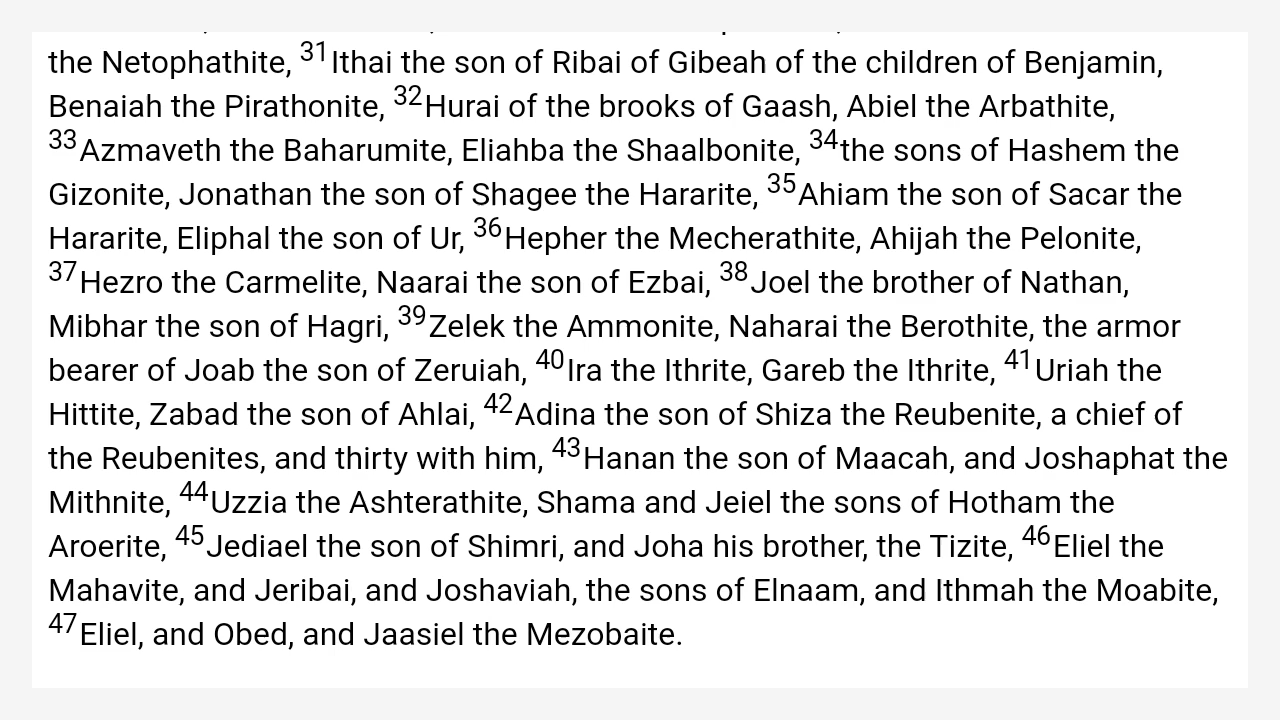 the Netophathite, 31Ithai the son of Ribai of Gibeah of the children of Benjamin,
Benaiah the Pirathonite, 32Hurai of the brooks of Gaash, Abiel the Arbathite,
33Azmaveth the Baharumite, Eliahba the Shaalbonite, 34the sons of Hashem the
Gizonite, Jonathan the son of Shagee the Hararite, 35Ahiam the son of Sacar the
Hararite, Eliphal the son of Ur, 36Hepher the Mecherathite, Ahijah the Pelonite,
37Hezro the Carmelite, Naarai the son of Ezbai, 38Joel the brother of Nathan,
Mibhar the son of Hagri, 39Zelek the Ammonite, Naharai the Berothite, the armor
bearer of Joab the son of Zeruiah, 40Ira the Ithrite, Gareb the Ithrite, 41Uriah the
Hittite, Zabad the son of Ahlai, 42Adina the son of Shiza the Reubenite, a chief of
the Reubenites, and thirty with him, 43Hanan the son of Maacah, and Joshaphat the
Mithnite, 44Uzzia the Ashterathite, Shama and Jeiel the sons of Hotham the
Aroerite, 45Jediael the son of Shimri, and Joha his brother, the Tizite, 46Eliel the
Mahavite, and Jeribai, and Joshaviah, the sons of Elnaam, and Ithmah the Moabite,
47Eliel, and Obed, and Jaasiel the Mezobaite.